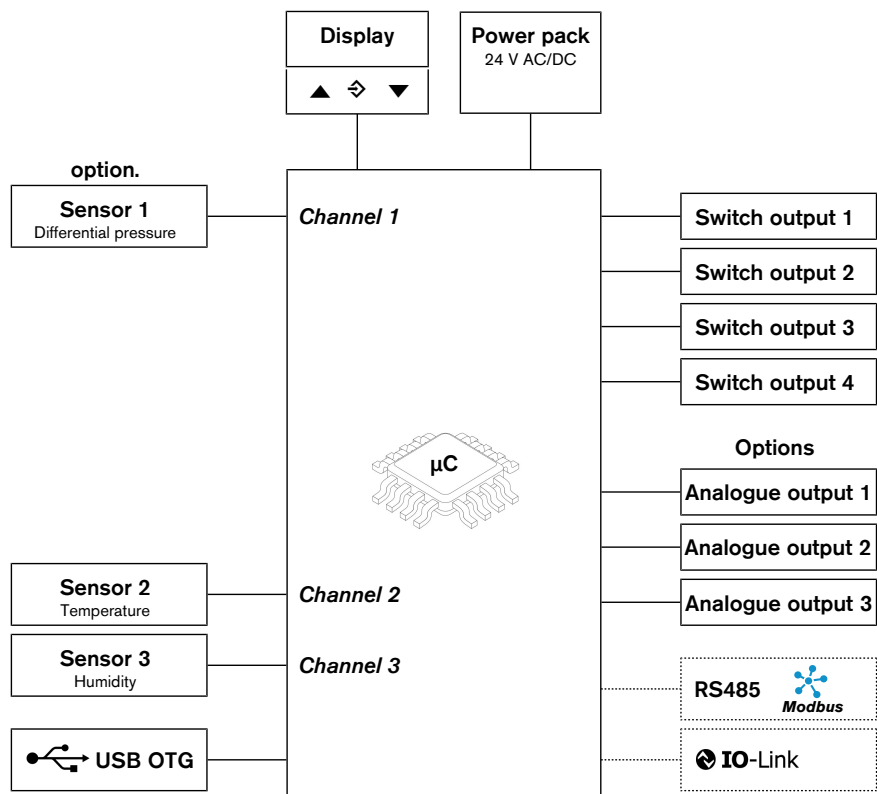 Display
Power pack
24 V AC/DC
option.
Sensor 1
Differential pressure
Channel 1
Switch output 1
Switch output 2
Switch output 3
Switch output 4
µC
Options
Analogue output 1
Analogue output 2
Analogue output 3
Sensor 2
Temperature
Channel 2
Sensor 3
Humidity
Channel 3
RS485
Modbus
USB OTG
IO-Link